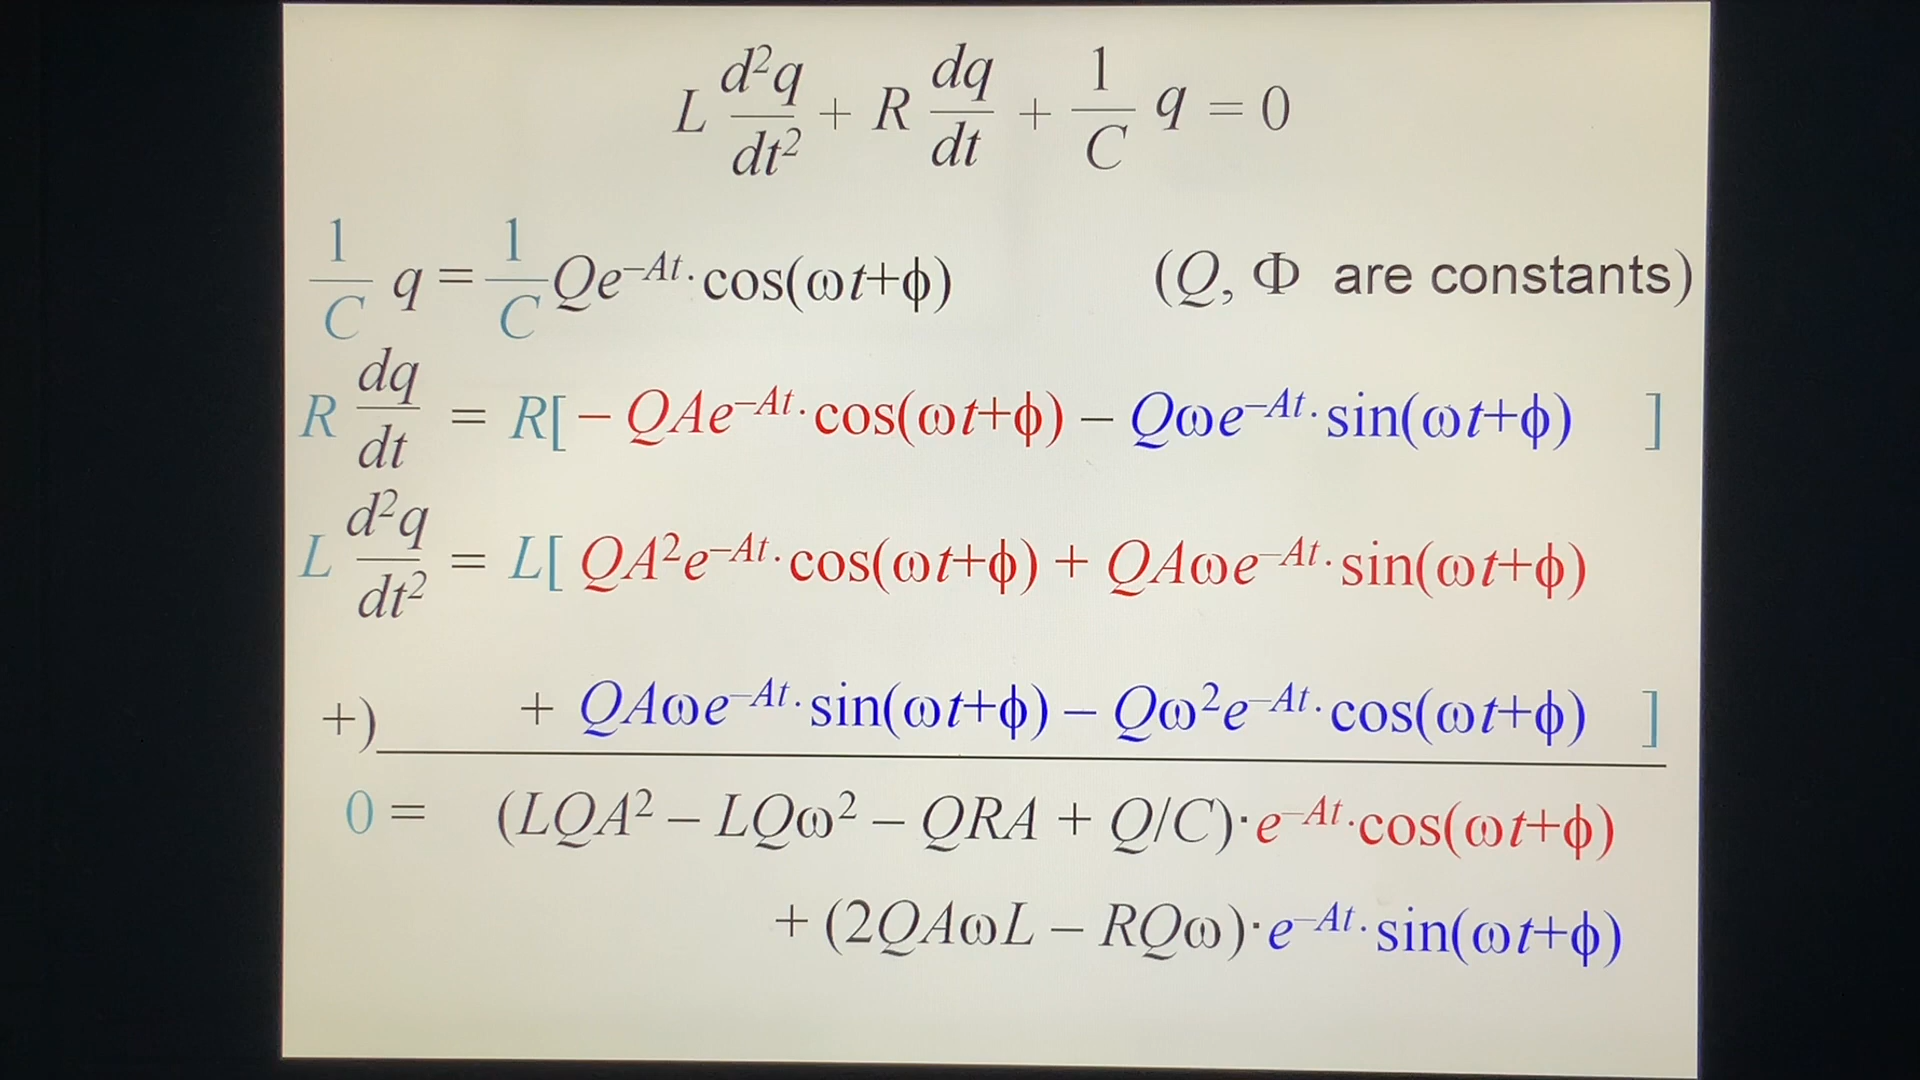 L d²q/dt² + R dq/dt + 1/C q = 0
1/C q = 1/C Qe⁻ᴬᵗ·cos(ωt+ϕ) (Q, Φ are constants)
R dq/dt = R[ – QAe⁻ᴬᵗ·cos(ωt+ϕ) – Qωe⁻ᴬᵗ·sin(ωt+ϕ) ]
L d²q/dt² = L[ QA²e⁻ᴬᵗ·cos(ωt+ϕ) + QAωe⁻ᴬᵗ·sin(ωt+ϕ)
+) + QAωe⁻ᴬᵗ·sin(ωt+ϕ) – Qω²e⁻ᴬᵗ·cos(ωt+ϕ) ]
0 = (LQA² – LQω² – QRA + Q/C)·e⁻ᴬᵗ·cos(ωt+ϕ)
+ (2QAωL – RQω)·e⁻ᴬᵗ·sin(ωt+ϕ)